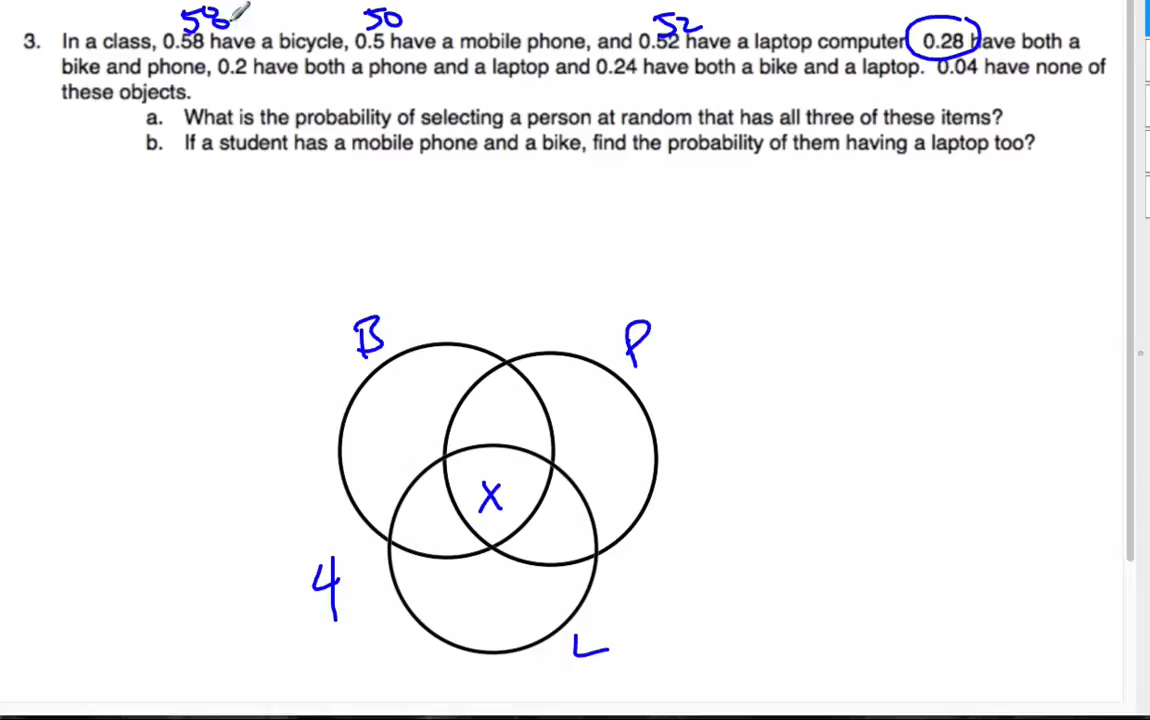 58 50 52
3. In a class, 0.58 have a bicycle, 0.5 have a mobile phone, and 0.52 have a laptop computer. 0.28 have both a
bike and phone, 0.2 have both a phone and a laptop and 0.24 have both a bike and a laptop. 0.04 have none of
these objects.
a. What is the probability of selecting a person at random that has all three of these items?
b. If a student has a mobile phone and a bike, find the probability of them having a laptop too?
B P
X
4
L